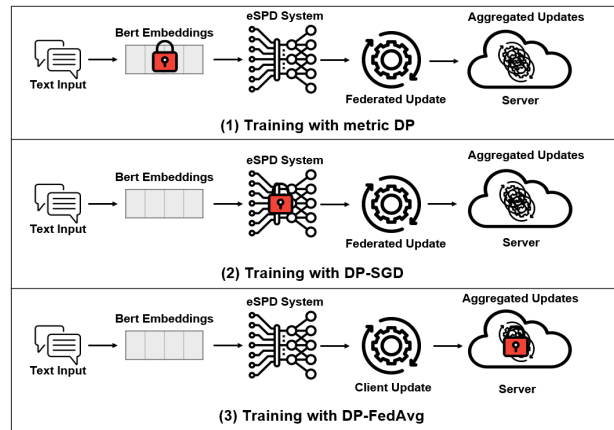 Aggregated Updates
eSPD System
Bert Embeddings
Text Input
Federated Update
Server
(1) Training with metric DP
Aggregated Updates
eSPD System
Bert Embeddings
Text Input
Federated Update
Server
(2) Training with DP-SGD
Aggregated Updates
eSPD System
Bert Embeddings
Text Input
Client Update
Server
(3) Training with DP-FedAvg